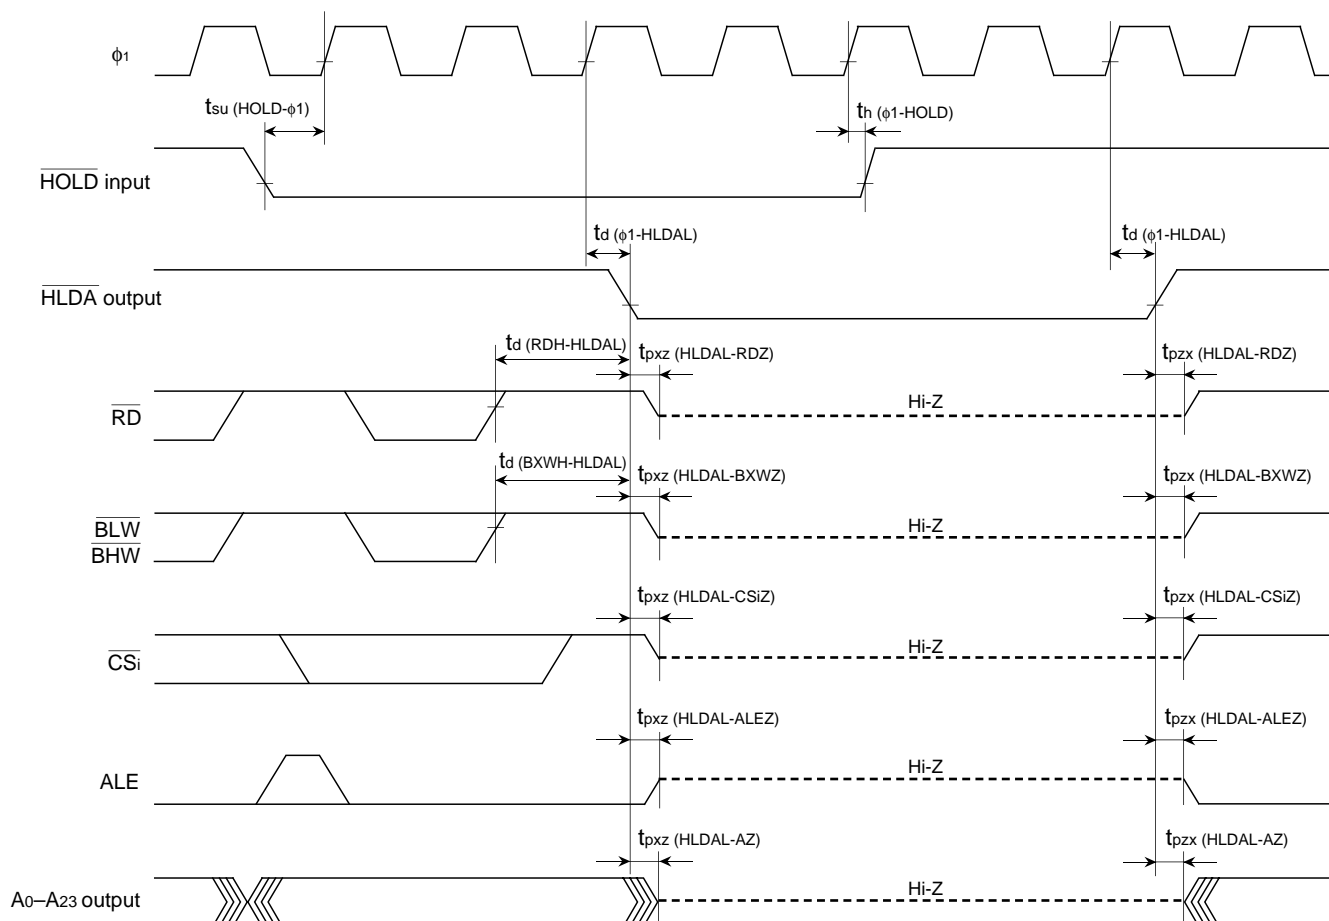 ϕ1
tsu (HOLD-ϕ1)
th (ϕ1-HOLD)
HOLD input
td (ϕ1-HLDAL)
td (ϕ1-HLDAL)
HLDA output
td (RDH-HLDAL)
tpxz (HLDAL-RDZ)
tpzx (HLDAL-RDZ)
RD
Hi-Z
td (BXWH-HLDAL)
tpxz (HLDAL-BXWZ)
tpzx (HLDAL-BXWZ)
BLW
Hi-Z
BHW
tpxz (HLDAL-CSiZ)
tpzx (HLDAL-CSiZ)
CSi
Hi-Z
tpxz (HLDAL-ALEZ)
tpzx (HLDAL-ALEZ)
ALE
Hi-Z
tpxz (HLDAL-AZ)
tpzx (HLDAL-AZ)
A0–A23 output
Hi-Z